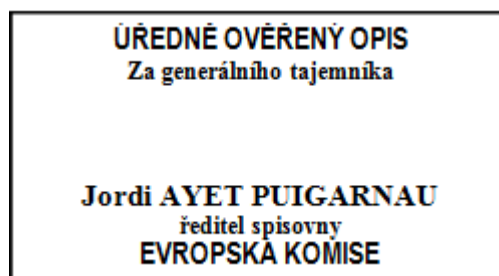 ÚŘEDNĚ OVĚŘENÝ OPIS
Za generálního tajemníka
Jordi AYET PUIGARNAU
ředitel spisovny
EVROPSKÁ KOMISE